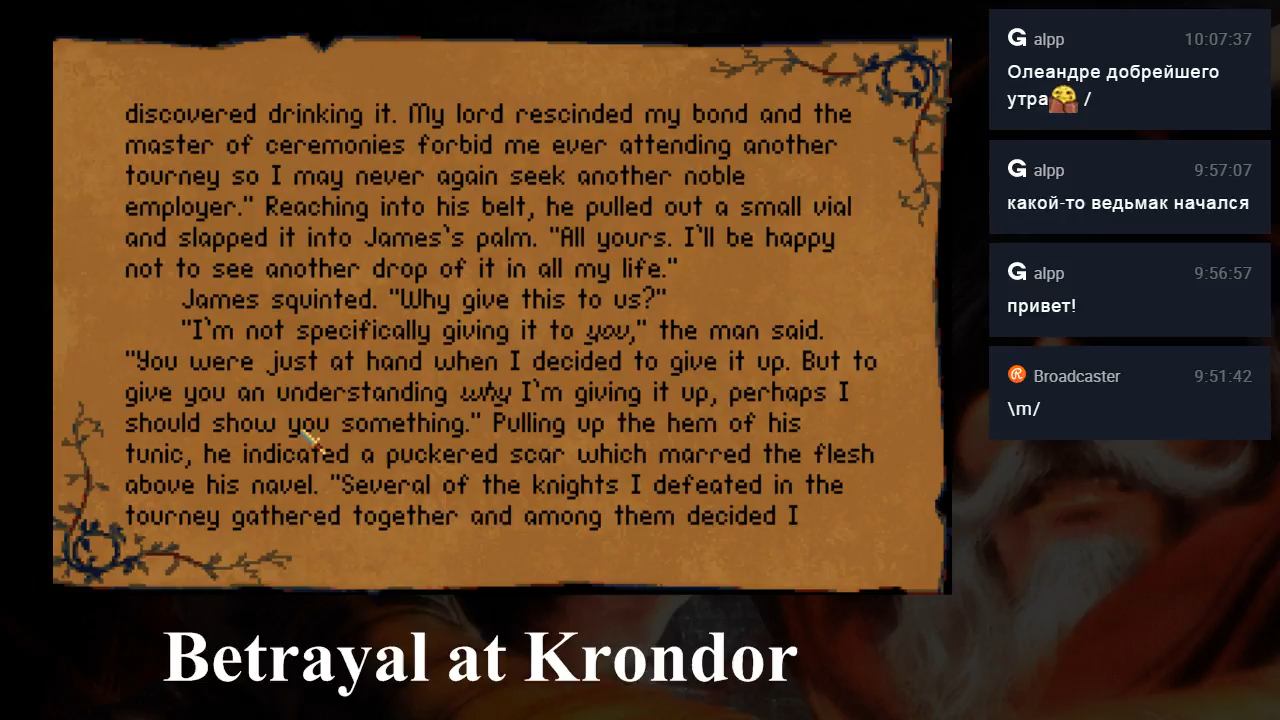 discovered drinking it. My lord rescinded my bond and the
master of ceremonies forbid me ever attending another
tourney so I may never again seek another noble
employer." Reaching into his belt, he pulled out a small vial
and slapped it into James`s palm. "All yours. I`ll be happy
not to see another drop of it in all my life."
James squinted. "Why give this to us?"
"I`m not specifically giving it to you," the man said.
"You were just at hand when I decided to give it up. But to
give you an understanding why I`m giving it up, perhaps I
should show you something." Pulling up the hem of his
tunic, he indicated a puckered scar which marred the flesh
above his navel. "Several of the knights I defeated in the
tourney gathered together and among them decided I
Betrayal at Krondor
G alpp 10:07:37
Олеандре добрейшего
утра /
G alpp 9:57:07
какой-то ведьмак начался
G alpp 9:56:57
привет!
R Broadcaster 9:51:42
\m/